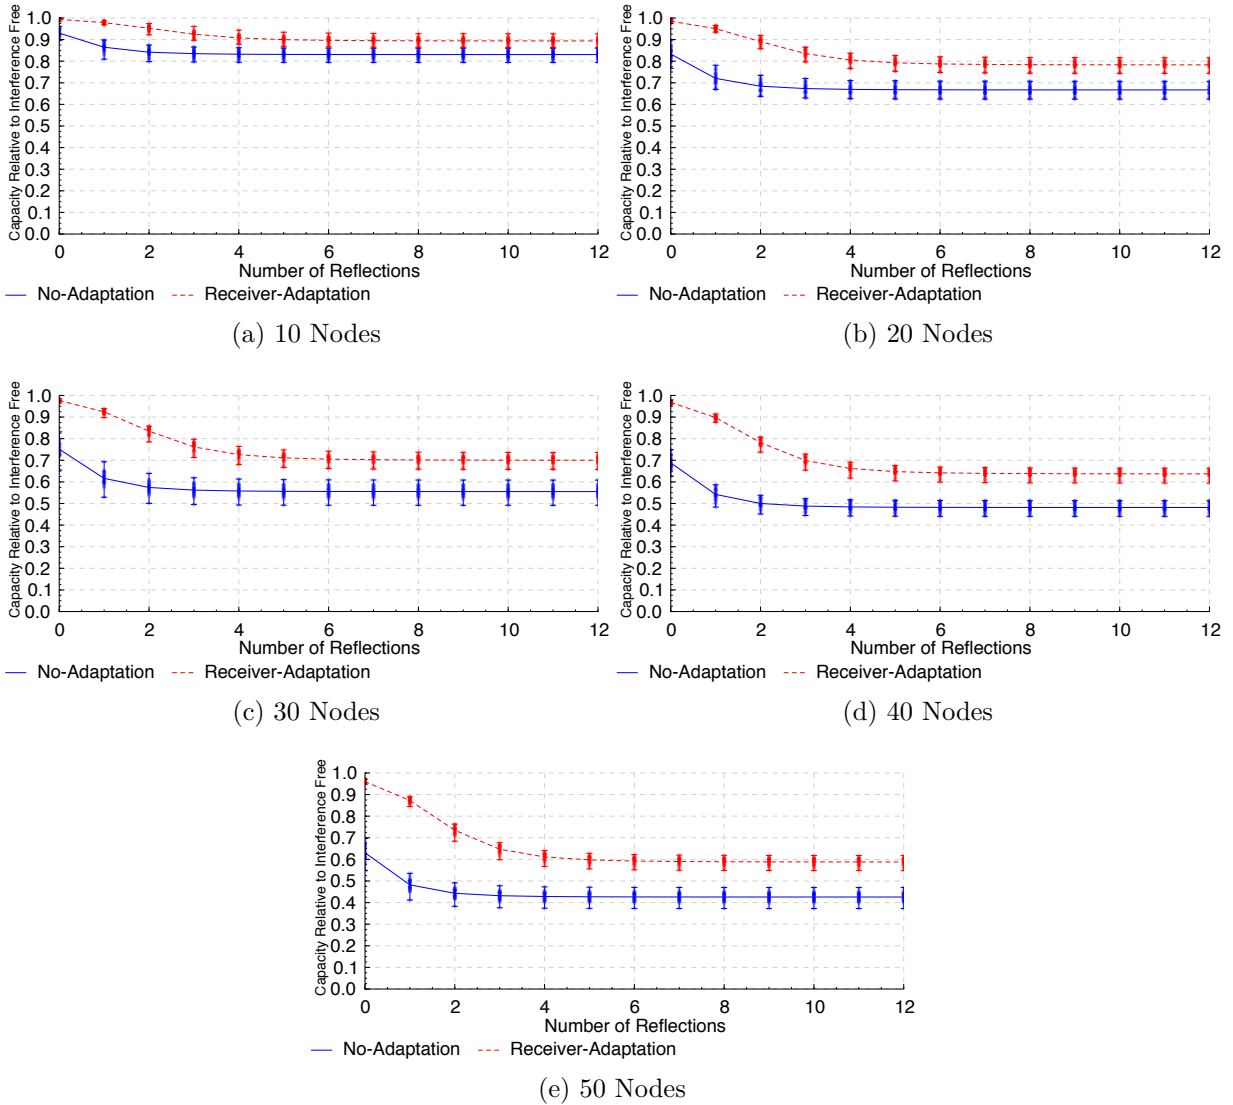 Capacity Relative to Interference Free
1.0
0.9
0.8
0.7
0.6
0.5
0.4
0.3
0.2
0.1
0.0
0 2 4 6 8 10 12
Number of Reflections
No-Adaptation Receiver-Adaptation
(a) 10 Nodes
Capacity Relative to Interference Free
1.0
0.9
0.8
0.7
0.6
0.5
0.4
0.3
0.2
0.1
0.0
0 2 4 6 8 10 12
Number of Reflections
No-Adaptation Receiver-Adaptation
(b) 20 Nodes
Capacity Relative to Interference Free
1.0
0.9
0.8
0.7
0.6
0.5
0.4
0.3
0.2
0.1
0.0
0 2 4 6 8 10 12
Number of Reflections
No-Adaptation Receiver-Adaptation
(c) 30 Nodes
Capacity Relative to Interference Free
1.0
0.9
0.8
0.7
0.6
0.5
0.4
0.3
0.2
0.1
0.0
0 2 4 6 8 10 12
Number of Reflections
No-Adaptation Receiver-Adaptation
(d) 40 Nodes
Capacity Relative to Interference Free
1.0
0.9
0.8
0.7
0.6
0.5
0.4
0.3
0.2
0.1
0.0
0 2 4 6 8 10 12
Number of Reflections
No-Adaptation Receiver-Adaptation
(e) 50 Nodes